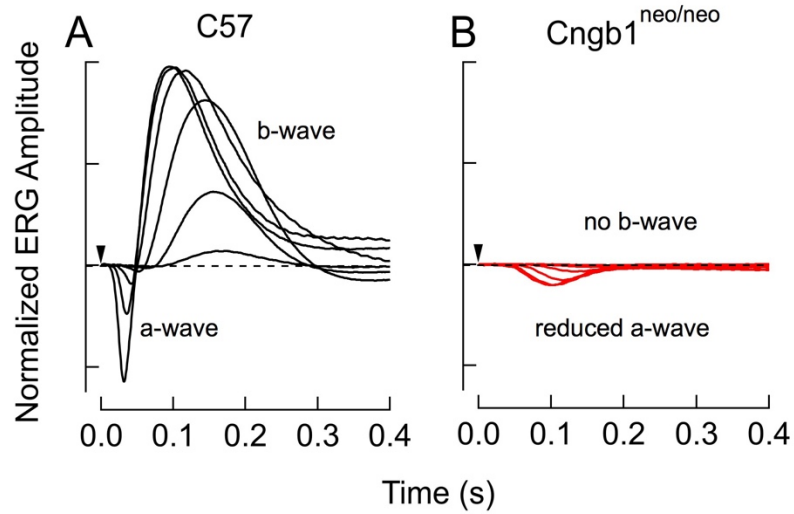 A
C57
B
Cngb1neo/neo
Normalized ERG Amplitude
b-wave
a-wave
no b-wave
reduced a-wave
0.0 0.1 0.2 0.3 0.4
0.0 0.1 0.2 0.3 0.4
Time (s)